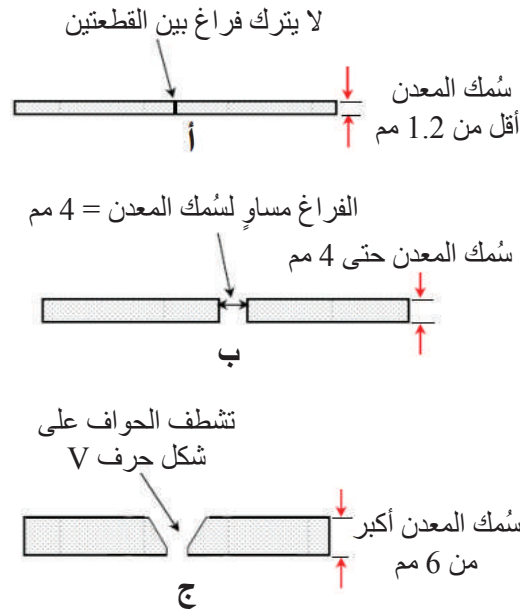 لا يترك فراغ بين القطعتين
سُمك المعدن
أقل من 1.2 مم
أ
الفراغ مساوٍ لسُمك المعدن = 4 مم
سُمك المعدن حتى 4 مم
ب
تشطف الحواف على
شكل حرف V
سُمك المعدن أكبر
من 6 مم
ج